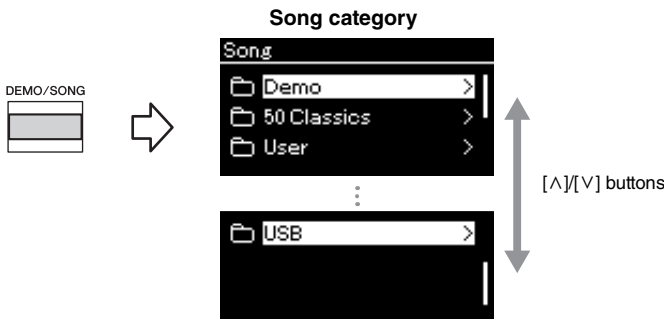 Song category
DEMO/SONG
Song
Demo
50 Classics
User
USB
[∧]/[∨] buttons